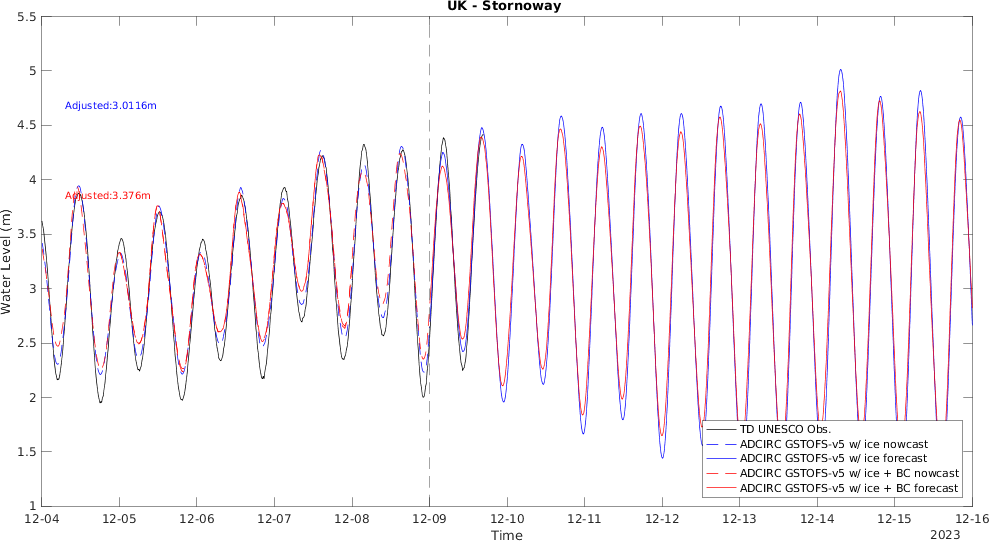 UK - Stornoway
5.5
5
4.5
4
3.5
3
2.5
2
1.5
1
Water Level (m)
Adjusted:3.0116m
Adjusted:3.376m
TD UNESCO Obs.
ADCIRC GSTOFS-v5 w/ ice nowcast
ADCIRC GSTOFS-v5 w/ ice forecast
ADCIRC GSTOFS-v5 w/ ice + BC nowcast
ADCIRC GSTOFS-v5 w/ ice + BC forecast
12-04 12-05 12-06 12-07 12-08 12-09 12-10 12-11 12-12 12-13 12-14 12-15 12-16
Time
2023